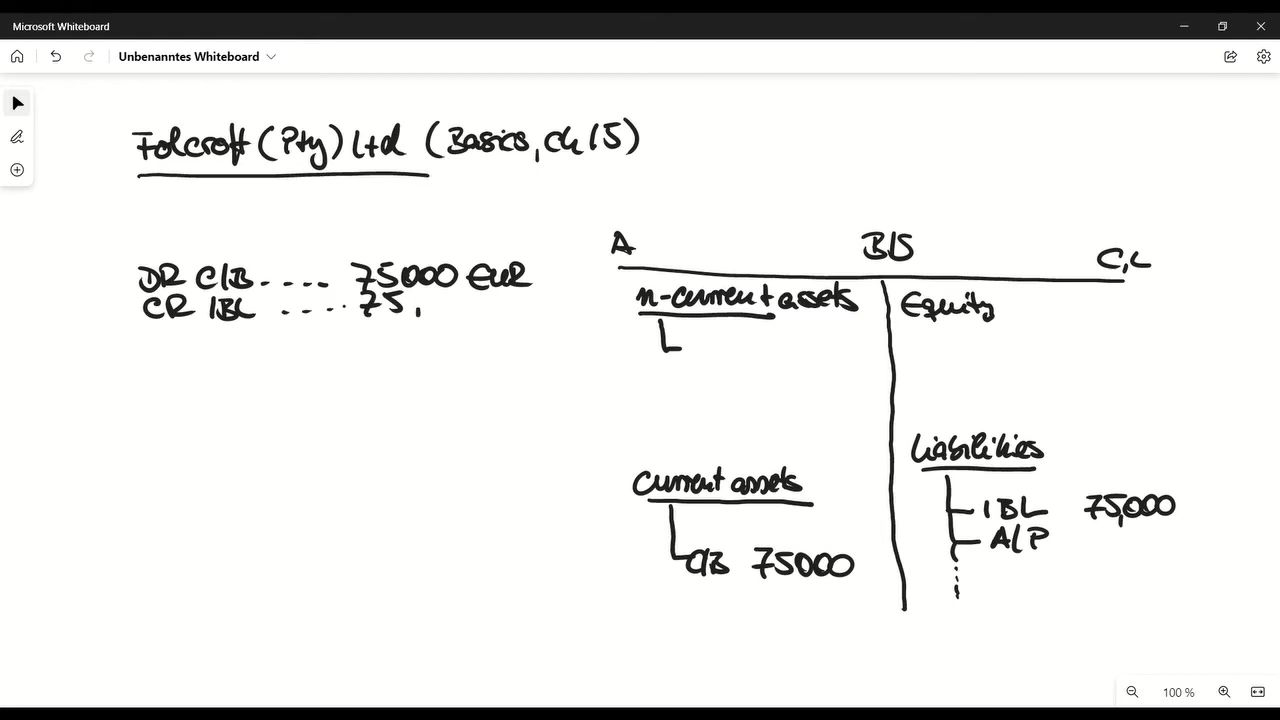 Microsoft Whiteboard
Unbenanntes Whiteboard
Folcroft (Pty) Ltd (Basics, ch 15)
A B/S C, L
DR C/B .... 75000 EUR
CR IBL ..... 75,
n-current assets
Equity
Liabilities
IBL 75,000
A/P
Current assets
C/B 75000
100 %